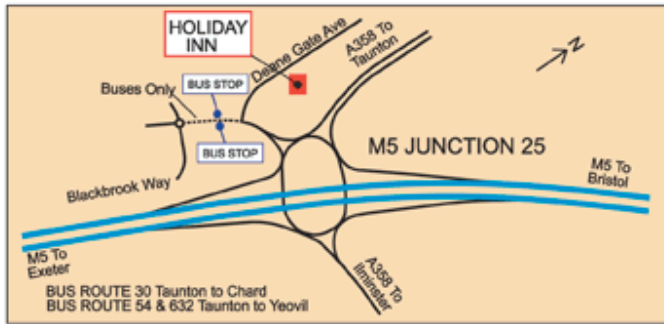 HOLIDAY
INN
Deane Gate Ave
A358 To
Taunton
N
BUS STOP
Buses Only
BUS STOP
M5 JUNCTION 25
M5 To
Bristol
Blackbrook Way
M5 To
Exeter
A358 To
Ilminster
BUS ROUTE 30 Taunton to Chard
BUS ROUTE 54 & 632 Taunton to Yeovil